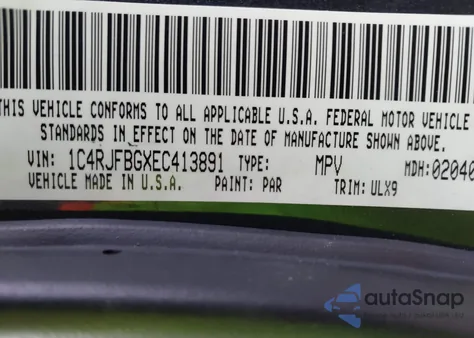 THIS VEHICLE CONFORMS TO ALL APPLICABLE U.S.A. FEDERAL MOTOR VEHICLE
STANDARDS IN EFFECT ON THE DATE OF MANUFACTURE SHOWN ABOVE.
VIN: 1C4RJFBGXEC413891 TYPE: MPV MDH: 02040
VEHICLE MADE IN U.S.A. PAINT: PAR TRIM: ULX9
autoSnap